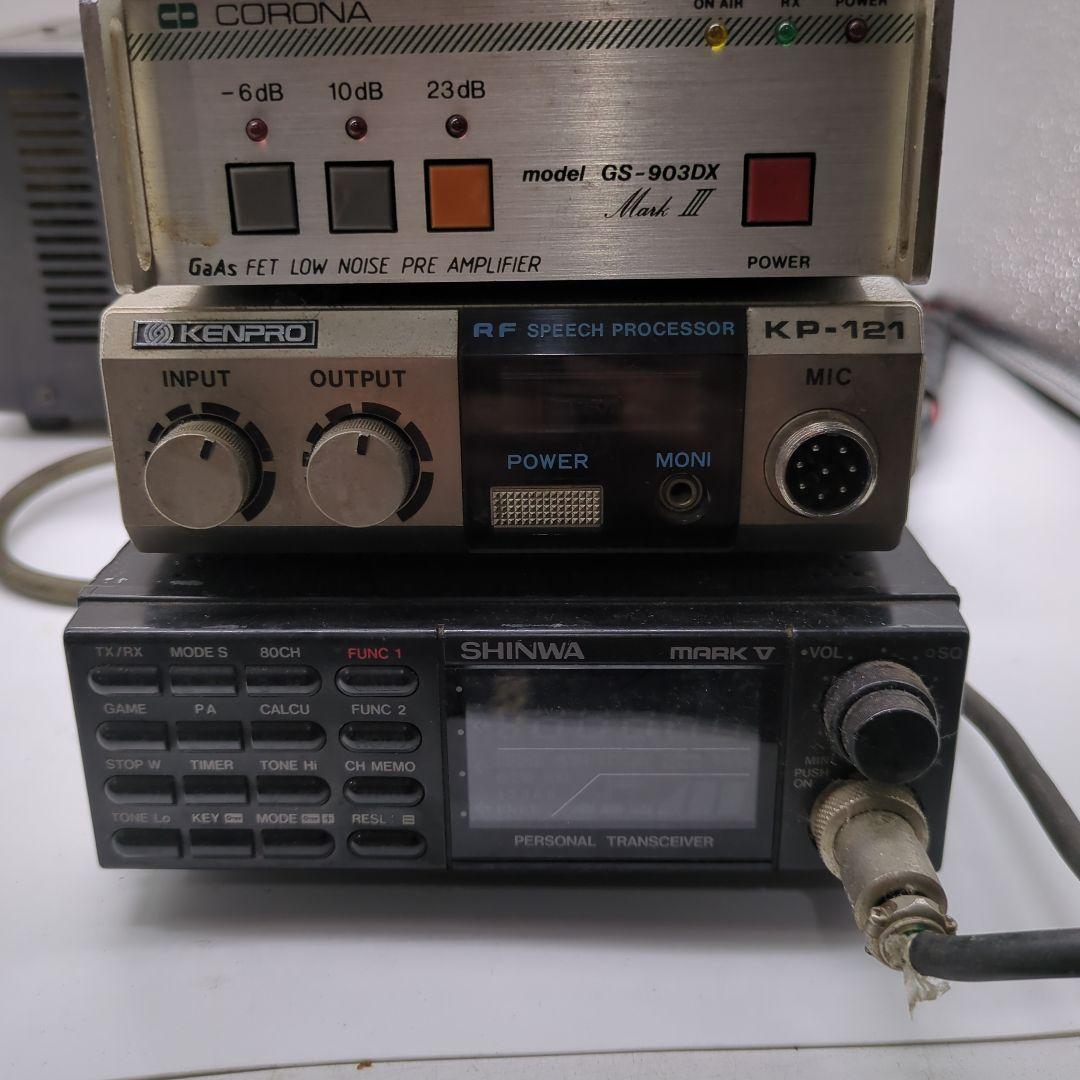 CD CORONA
ON AIR RX POWER
-6dB 10dB 23dB
model GS-903DX
Mark III
GaAs FET LOW NOISE PRE AMPLIFIER
POWER
KENPRO
RF SPEECH PROCESSOR
KP-121
INPUT OUTPUT
MIC
POWER MONI
SHINWA MARK V
TX/RX MODE S 80CH FUNC 1
GAME PA CALCU FUNC 2
STOP W TIMER TONE Hi CH MEMO
TONE Lo KEY MODE
VOL SQ
PUSH
ON
PERSONAL TRANSCEIVER